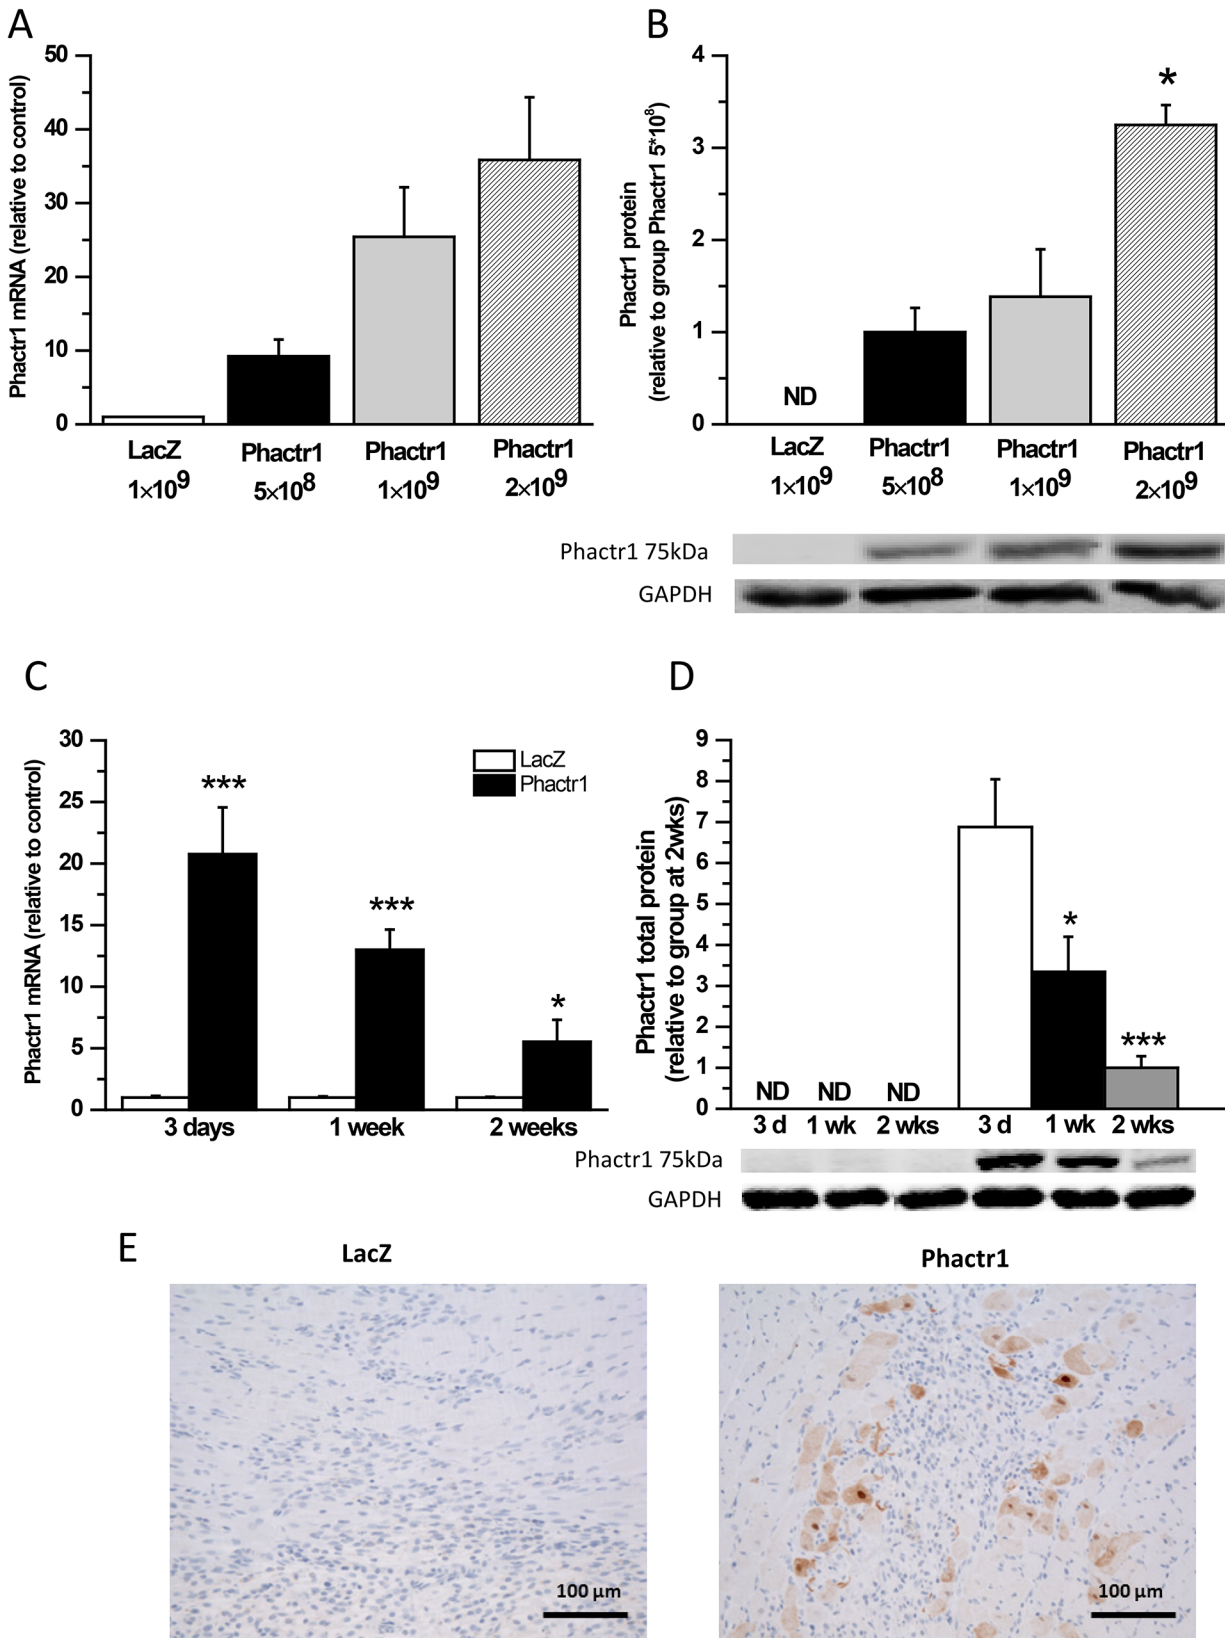 A
50
40
30
20
10
0
Phactr1 mRNA (relative to control)
LacZ
1×10⁹
Phactr1
5×10⁸
Phactr1
1×10⁹
Phactr1
2×10⁹
B
4
3
2
1
0
Phactr1 protein
(relative to group Phactr1 5*10⁸)
*
ND
LacZ
1×10⁹
Phactr1
5×10⁸
Phactr1
1×10⁹
Phactr1
2×10⁹
Phactr1 75kDa
GAPDH
C
30
25
20
15
10
5
0
Phactr1 mRNA (relative to control)
LacZ
Phactr1
***
***
*
3 days
1 week
2 weeks
D
9
8
7
6
5
4
3
2
1
0
Phactr1 total protein
(relative to group at 2wks)
*
***
ND ND ND
3 d 1 wk 2 wks 3 d 1 wk 2 wks
Phactr1 75kDa
GAPDH
E
LacZ
Phactr1
100 µm
100 µm